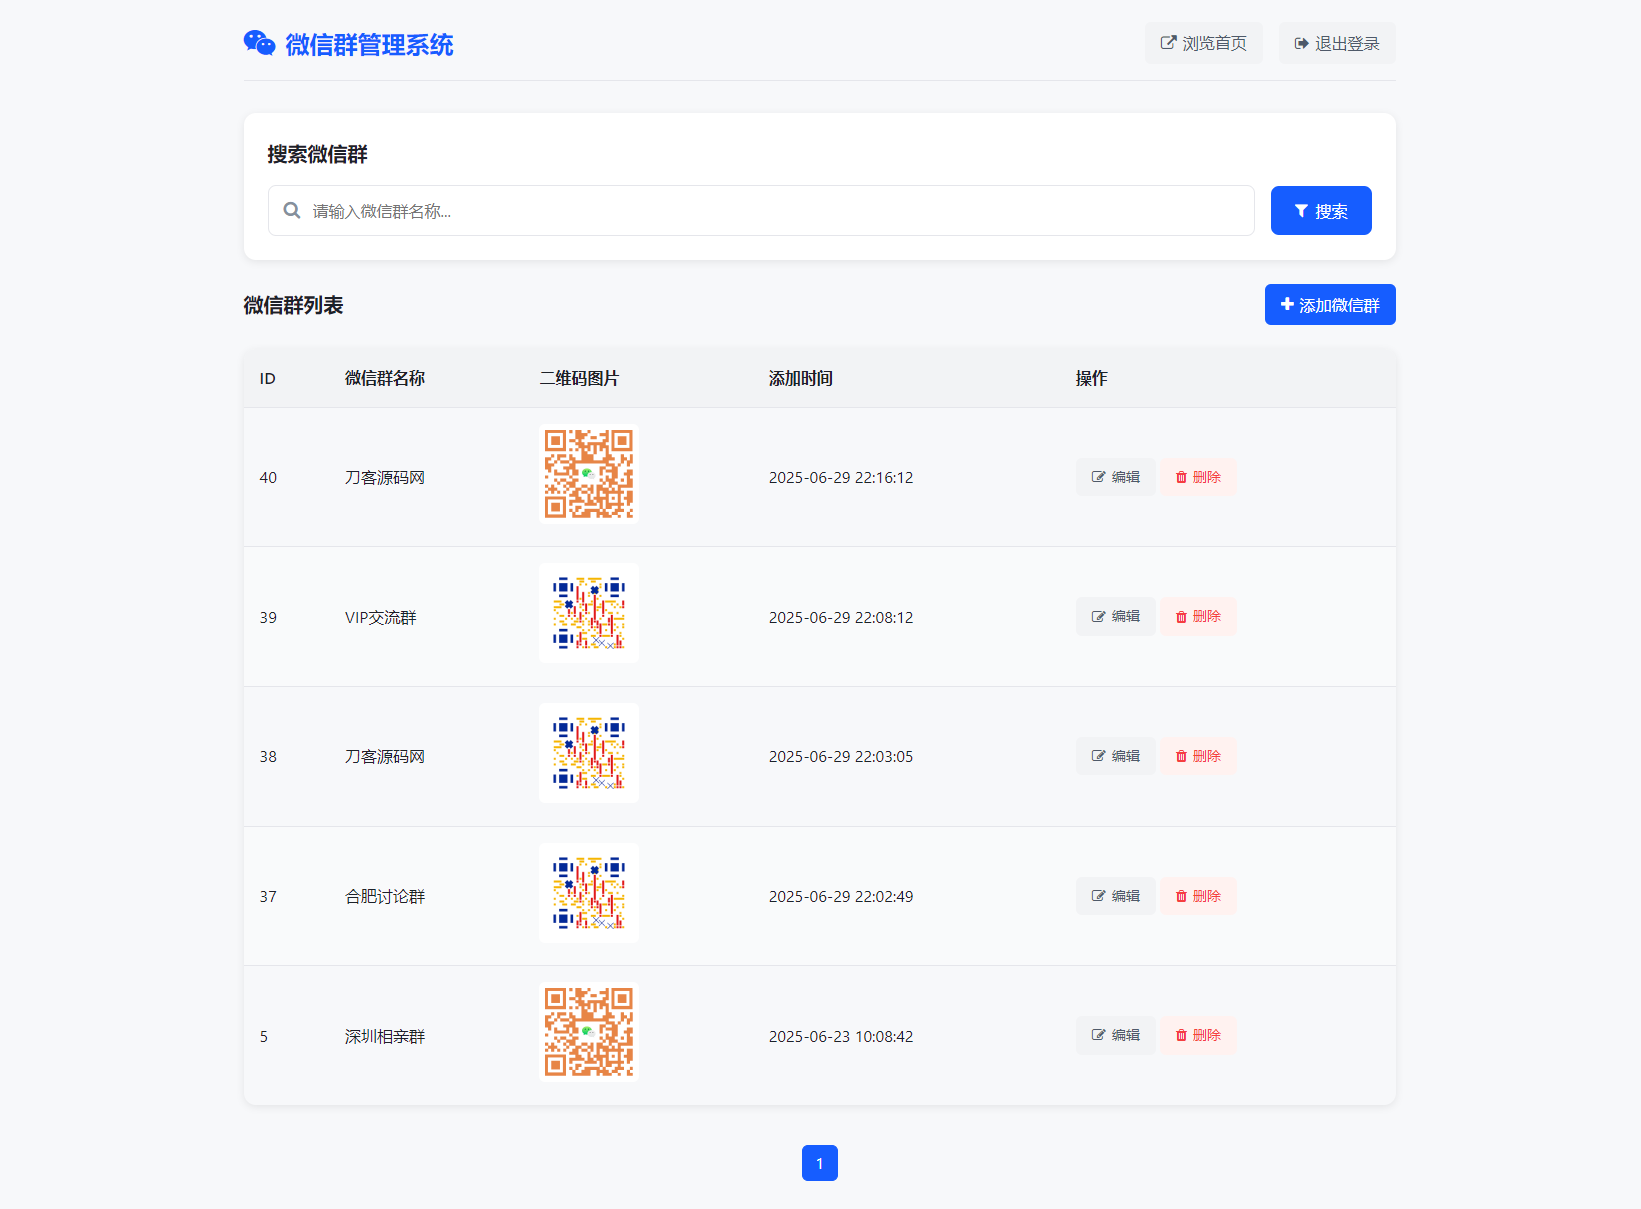 微信群管理系统
浏览首页
退出登录
搜索微信群
请输入微信群名称...
搜索
微信群列表
添加微信群
ID 微信群名称 二维码图片 添加时间 操作
40 刀客源码网 2025-06-29 22:16:12 编辑 删除
39 VIP交流群 2025-06-29 22:08:12 编辑 删除
38 刀客源码网 2025-06-29 22:03:05 编辑 删除
37 合肥讨论群 2025-06-29 22:02:49 编辑 删除
5 深圳相亲群 2025-06-23 10:08:42 编辑 删除
1